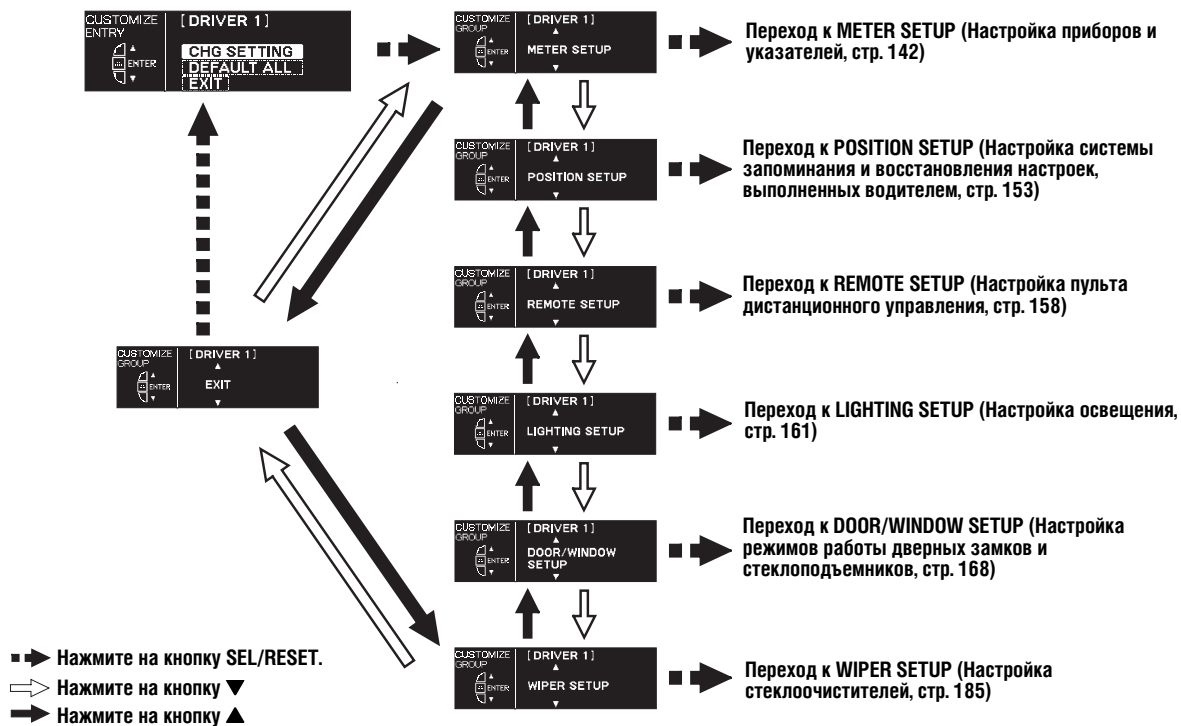 CUSTOMIZE
ENTRY
[DRIVER 1]
▲
ENTER
▼
CHG SETTING
DEFAULT ALL
EXIT
CUSTOMIZE
GROUP
[DRIVER 1]
▲
ENTER
▼
METER SETUP
Переход к METER SETUP (Настройка приборов и
указателей, стр. 142)
CUSTOMIZE
GROUP
[DRIVER 1]
▲
ENTER
▼
POSITION SETUP
Переход к POSITION SETUP (Настройка системы
запоминания и восстановления настроек,
выполненных водителем, стр. 153)
CUSTOMIZE
GROUP
[DRIVER 1]
▲
ENTER
▼
REMOTE SETUP
Переход к REMOTE SETUP (Настройка пульта
дистанционного управления, стр. 158)
CUSTOMIZE
GROUP
[DRIVER 1]
▲
ENTER
▼
EXIT
CUSTOMIZE
GROUP
[DRIVER 1]
▲
ENTER
▼
LIGHTING SETUP
Переход к LIGHTING SETUP (Настройка освещения,
стр. 161)
CUSTOMIZE
GROUP
[DRIVER 1]
▲
ENTER
▼
DOOR/WINDOW
SETUP
Переход к DOOR/WINDOW SETUP (Настройка
режимов работы дверных замков и
стеклоподъемников, стр. 168)
CUSTOMIZE
GROUP
[DRIVER 1]
▲
ENTER
▼
WIPER SETUP
Переход к WIPER SETUP (Настройка
стеклоочистителей, стр. 185)
Нажмите на кнопку SEL/RESET.
Нажмите на кнопку ▼
Нажмите на кнопку ▲